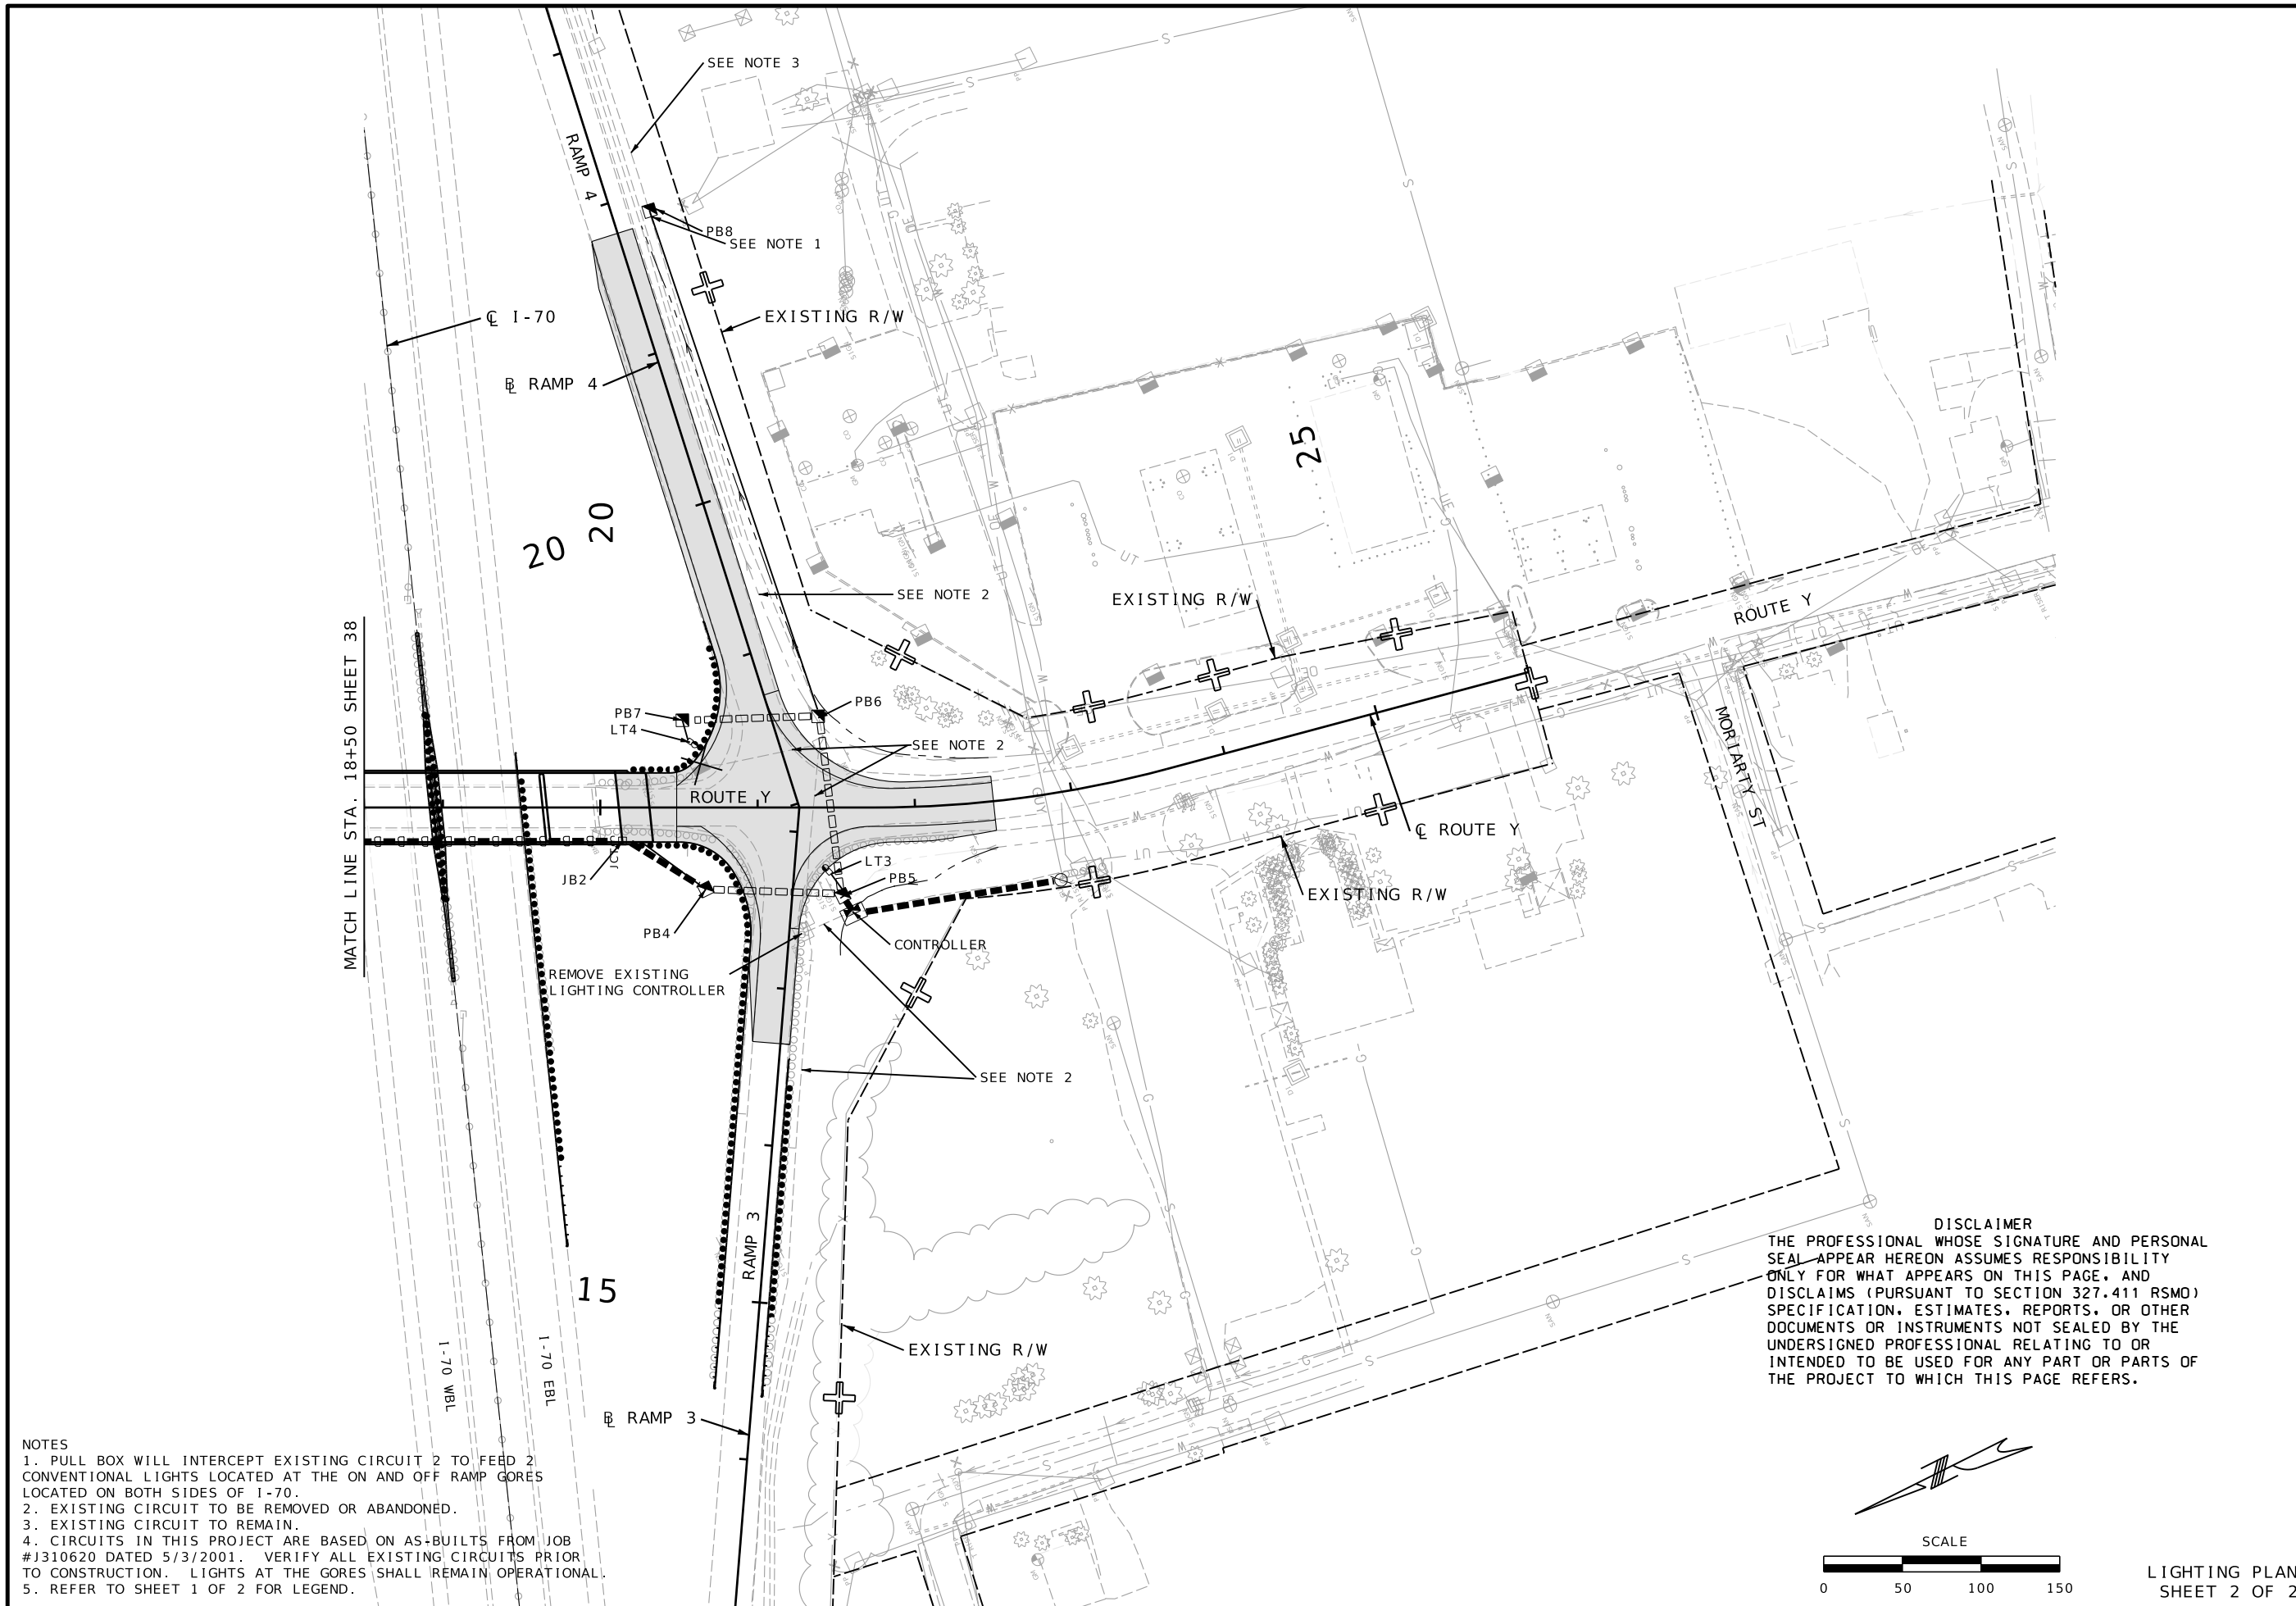 SEE NOTE 3
RAMP 4
PB8
SEE NOTE 1
℄ I-70
EXISTING R/W
BL RAMP 4
25
20
20
SEE NOTE 2
EXISTING R/W
ROUTE Y
MATCH LINE STA. 18+50 SHEET 38
PB7
LT4
PB6
SEE NOTE 2
MORIARTY ST
ROUTE Y
GUY
℄ ROUTE Y
JB2
LT3
PB5
EXISTING R/W
PB4
CONTROLLER
REMOVE EXISTING
LIGHTING CONTROLLER
SEE NOTE 2
RAMP 3
15
EXISTING R/W
I-70 WBL
I-70 EBL
BL RAMP 3
DISCLAIMER
THE PROFESSIONAL WHOSE SIGNATURE AND PERSONAL
SEAL APPEAR HEREON ASSUMES RESPONSIBILITY
ONLY FOR WHAT APPEARS ON THIS PAGE, AND
DISCLAIMS (PURSUANT TO SECTION 327.411 RSMO)
SPECIFICATION, ESTIMATES, REPORTS, OR OTHER
DOCUMENTS OR INSTRUMENTS NOT SEALED BY THE
UNDERSIGNED PROFESSIONAL RELATING TO OR
INTENDED TO BE USED FOR ANY PART OR PARTS OF
THE PROJECT TO WHICH THIS PAGE REFERS.
NOTES
1. PULL BOX WILL INTERCEPT EXISTING CIRCUIT 2 TO FEED 2
CONVENTIONAL LIGHTS LOCATED AT THE ON AND OFF RAMP GORES
LOCATED ON BOTH SIDES OF I-70.
2. EXISTING CIRCUIT TO BE REMOVED OR ABANDONED.
3. EXISTING CIRCUIT TO REMAIN.
4. CIRCUITS IN THIS PROJECT ARE BASED ON AS-BUILTS FROM JOB
#J3I0620 DATED 5/3/2001. VERIFY ALL EXISTING CIRCUITS PRIOR
TO CONSTRUCTION. LIGHTS AT THE GORES SHALL REMAIN OPERATIONAL.
5. REFER TO SHEET 1 OF 2 FOR LEGEND.
SCALE
0 50 100 150
LIGHTING PLAN
SHEET 2 OF 2